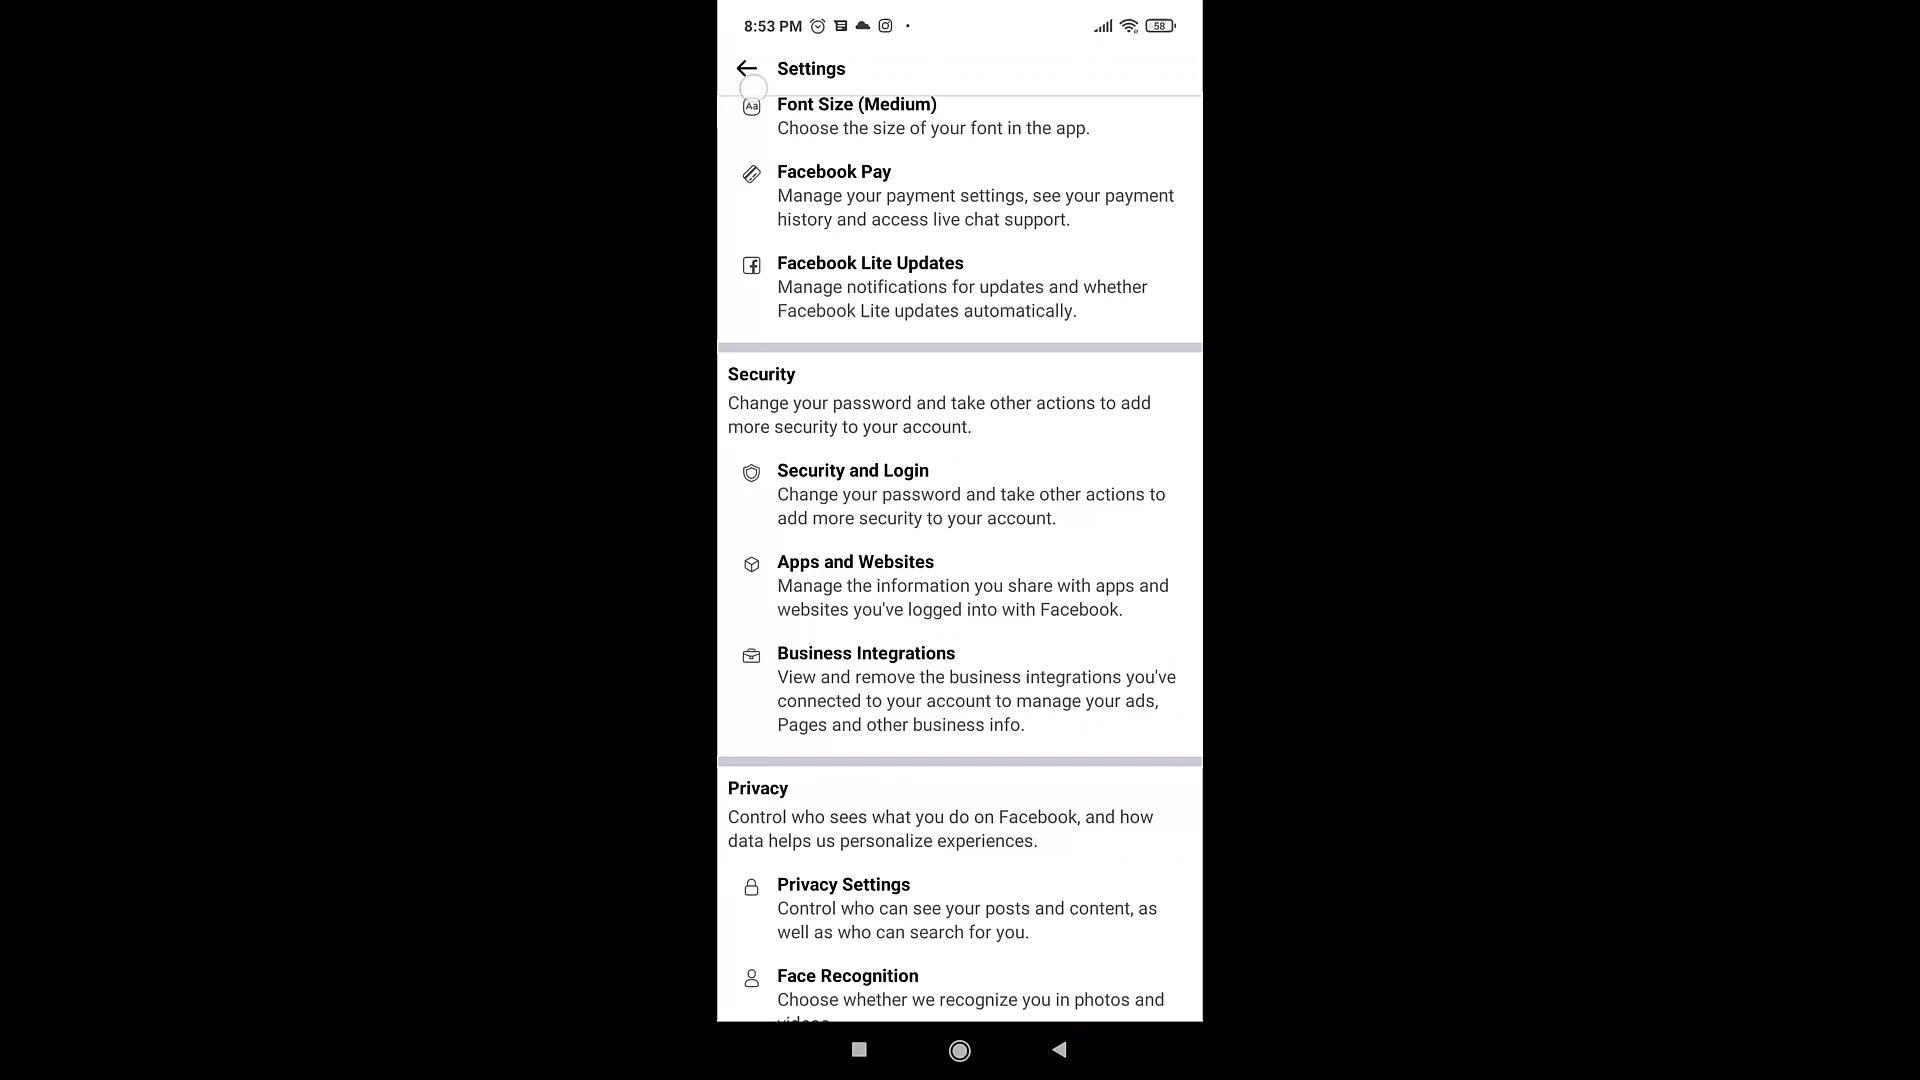 8:53 PM
58
Settings
Aa
Font Size (Medium)
Choose the size of your font in the app.
Facebook Pay
Manage your payment settings, see your payment
history and access live chat support.
Facebook Lite Updates
Manage notifications for updates and whether
Facebook Lite updates automatically.
Security
Change your password and take other actions to add
more security to your account.
Security and Login
Change your password and take other actions to
add more security to your account.
Apps and Websites
Manage the information you share with apps and
websites you've logged into with Facebook.
Business Integrations
View and remove the business integrations you've
connected to your account to manage your ads,
Pages and other business info.
Privacy
Control who sees what you do on Facebook, and how
data helps us personalize experiences.
Privacy Settings
Control who can see your posts and content, as
well as who can search for you.
Face Recognition
Choose whether we recognize you in photos and